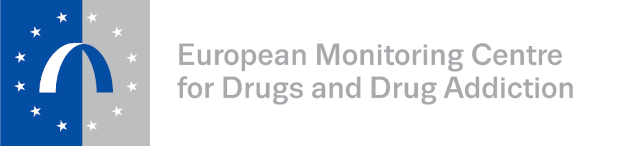 European Monitoring Centre
for Drugs and Drug Addiction